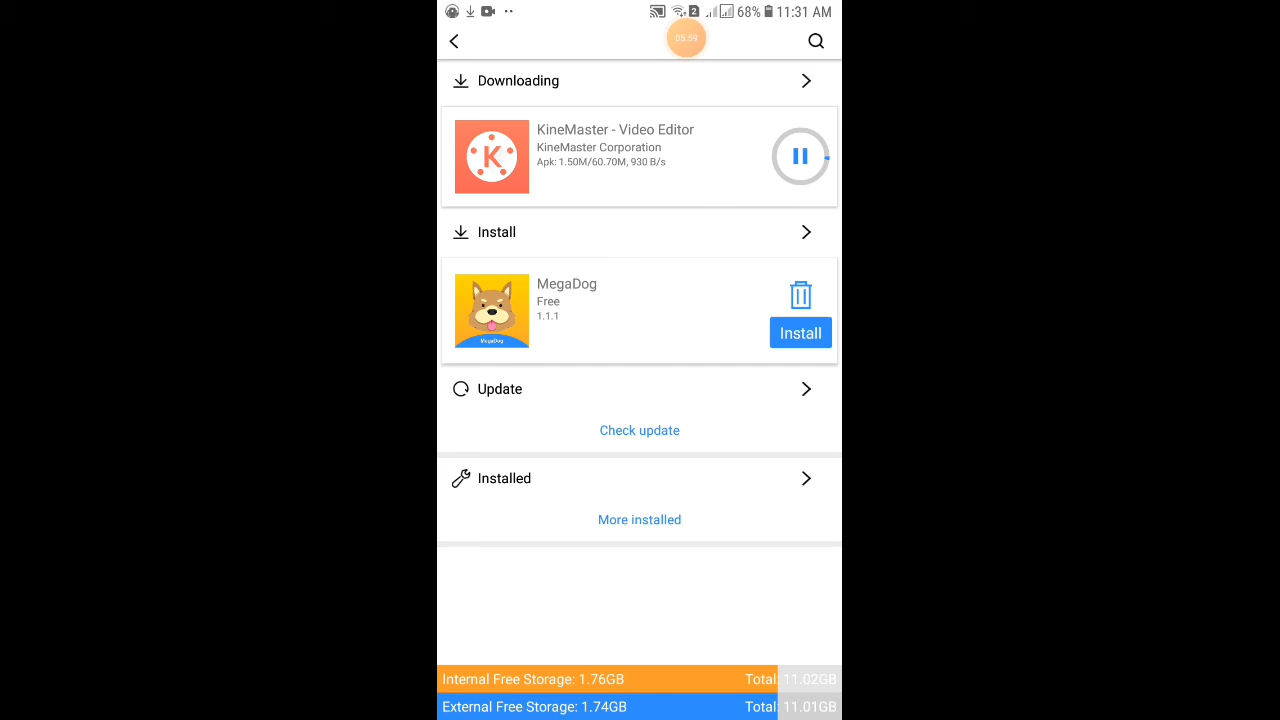 2 68% 11:31 AM
05:59
Downloading
KineMaster - Video Editor
KineMaster Corporation
Apk: 1.50M/60.70M, 930 B/s
K
Install
MegaDog
Free
1.1.1
MegaDog
Install
Update
Check update
Installed
More installed
Internal Free Storage: 1.76GB Total: 11.02GB
External Free Storage: 1.74GB Total: 11.01GB